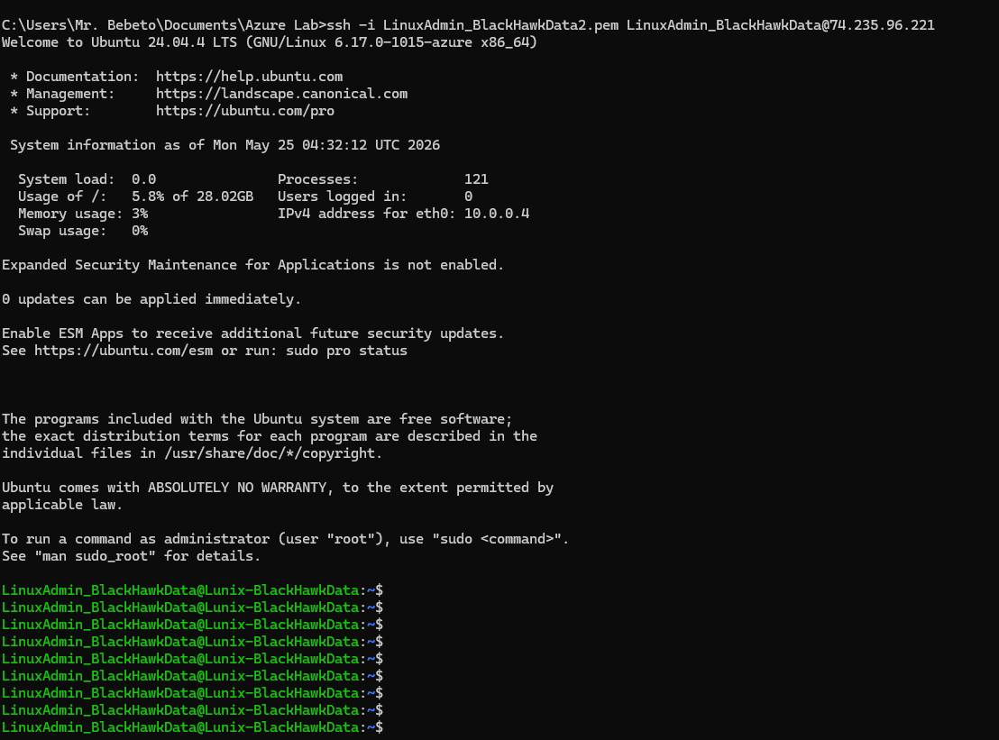 C:\Users\Mr. Bebeto\Documents\Azure Lab>ssh -i LinuxAdmin_BlackHawkData2.pem LinuxAdmin_BlackHawkData@74.235.96.221
Welcome to Ubuntu 24.04.4 LTS (GNU/Linux 6.17.0-1015-azure x86_64)
* Documentation:  https://help.ubuntu.com
* Management:     https://landscape.canonical.com
* Support:        https://ubuntu.com/pro
System information as of Mon May 25 04:32:12 UTC 2026
System load:  0.0               Processes:             121
Usage of /:   5.8% of 28.02GB   Users logged in:       0
Memory usage: 3%                IPv4 address for eth0: 10.0.0.4
Swap usage:   0%
Expanded Security Maintenance for Applications is not enabled.
0 updates can be applied immediately.
Enable ESM Apps to receive additional future security updates.
See https://ubuntu.com/esm or run: sudo pro status
The programs included with the Ubuntu system are free software;
the exact distribution terms for each program are described in the
individual files in /usr/share/doc/*/copyright.
Ubuntu comes with ABSOLUTELY NO WARRANTY, to the extent permitted by
applicable law.
To run a command as administrator (user "root"), use "sudo <command>".
See "man sudo_root" for details.
LinuxAdmin_BlackHawkData@Lunix-BlackHawkData:~$
LinuxAdmin_BlackHawkData@Lunix-BlackHawkData:~$
LinuxAdmin_BlackHawkData@Lunix-BlackHawkData:~$
LinuxAdmin_BlackHawkData@Lunix-BlackHawkData:~$
LinuxAdmin_BlackHawkData@Lunix-BlackHawkData:~$
LinuxAdmin_BlackHawkData@Lunix-BlackHawkData:~$
LinuxAdmin_BlackHawkData@Lunix-BlackHawkData:~$
LinuxAdmin_BlackHawkData@Lunix-BlackHawkData:~$
LinuxAdmin_BlackHawkData@Lunix-BlackHawkData:~$